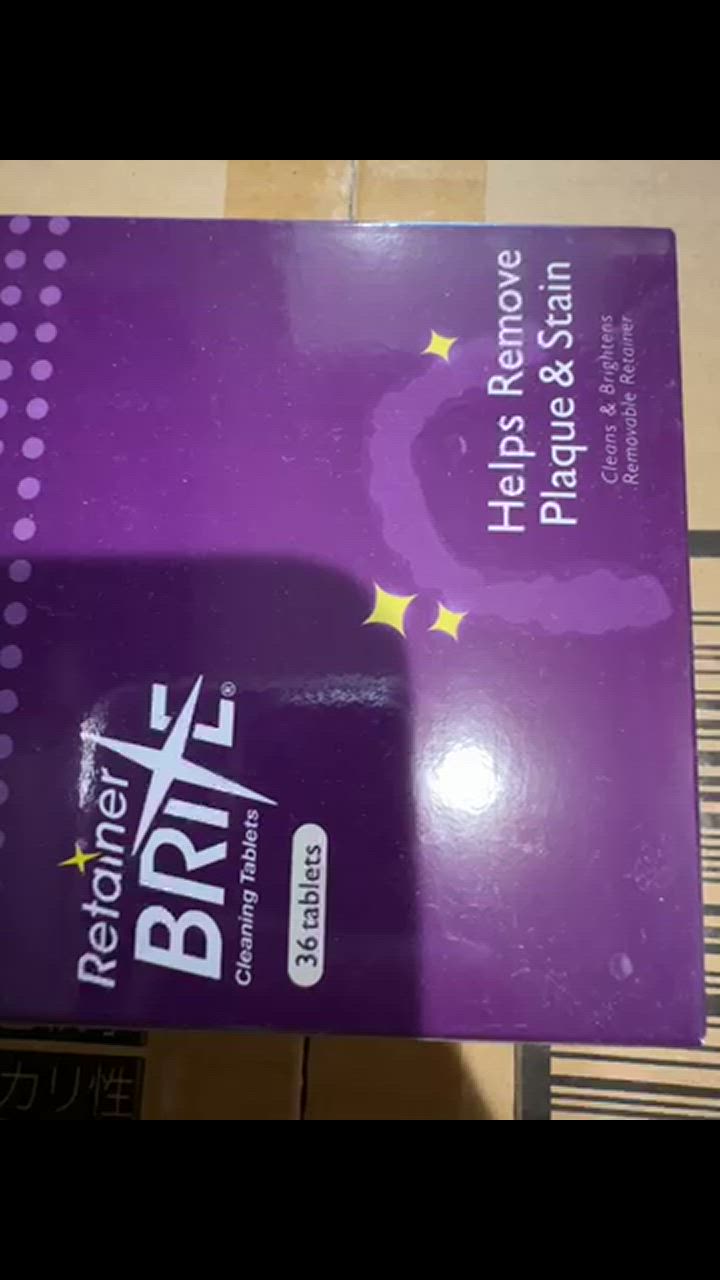 Retainer
BRITE®
Cleaning Tablets
36 tablets
Helps Remove
Plaque & Stain
Cleans & Brightens
Removable Retainer
カリ性